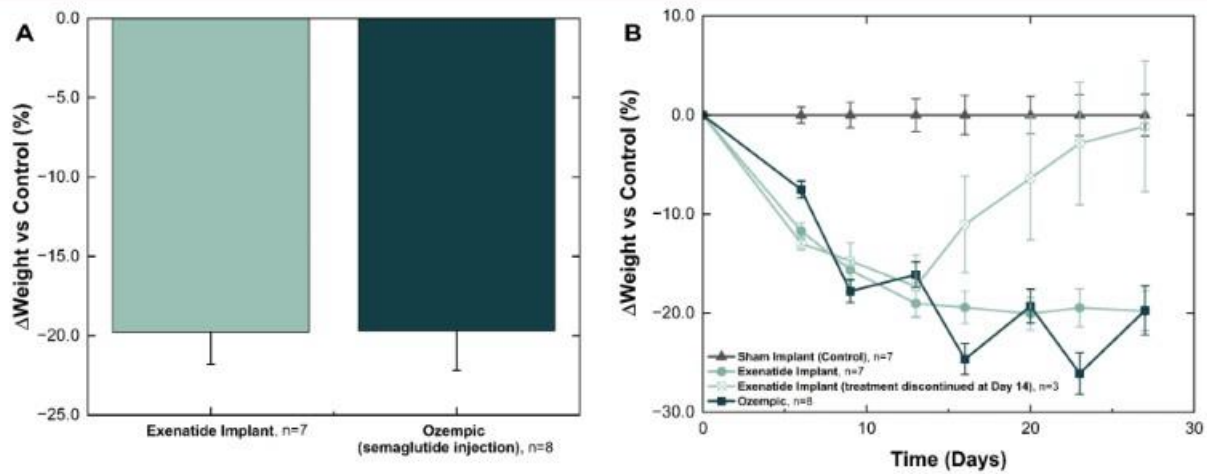 A
ΔWeight vs Control (%)
0.0
−5.0
−10.0
−15.0
−20.0
−25.0
Exenatide Implant, n=7
Ozempic
(semaglutide injection), n=8
B
ΔWeight vs Control (%)
10.0
0.0
−10.0
−20.0
−30.0
Sham Implant (Control), n=7
Exenatide Implant, n=7
Exenatide Implant (treatment discontinued at Day 14), n=3
Ozempic, n=8
0
10
20
30
Time (Days)